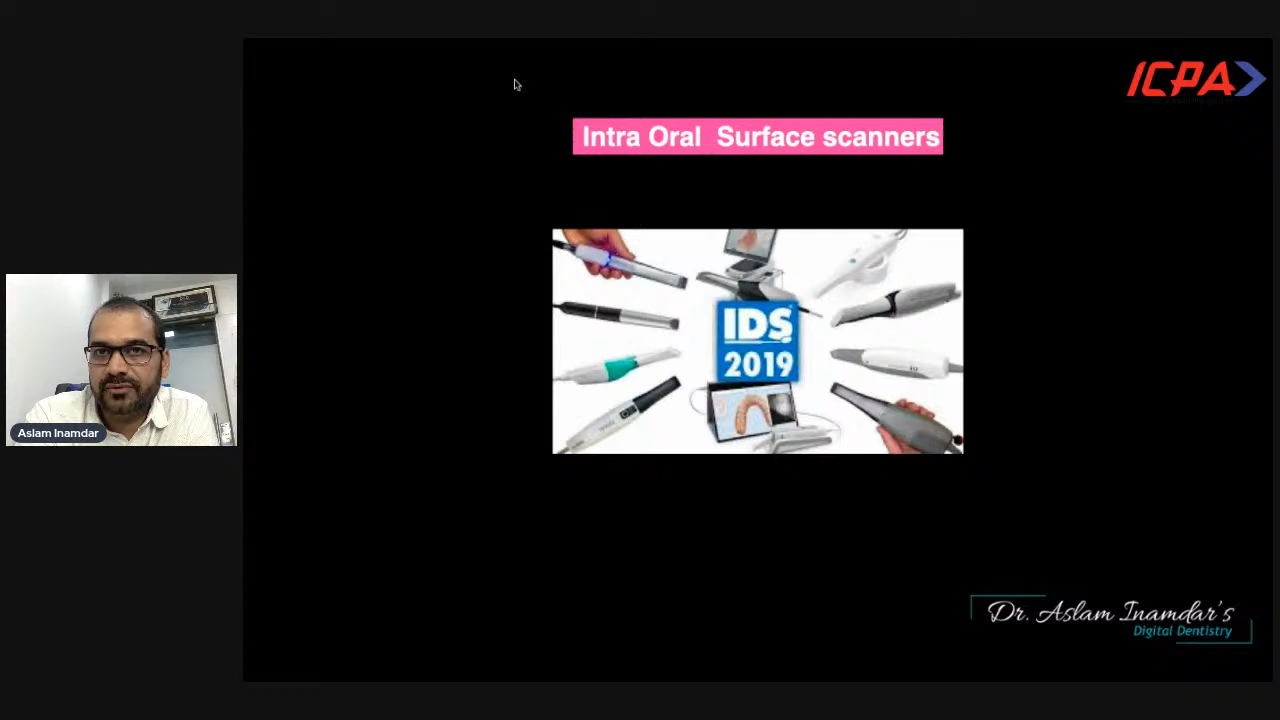 ICPA
Intra Oral  Surface scanners
IDS
2019
Aslam Inamdar
Dr. Aslam Inamdar's
Digital Dentistry